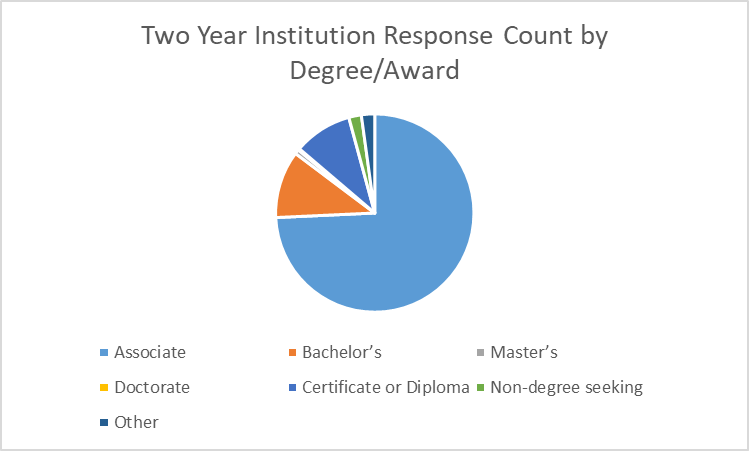 Two Year Institution Response Count by
Degree/Award
Associate
Bachelor’s
Master’s
Doctorate
Certificate or Diploma
Non-degree seeking
Other